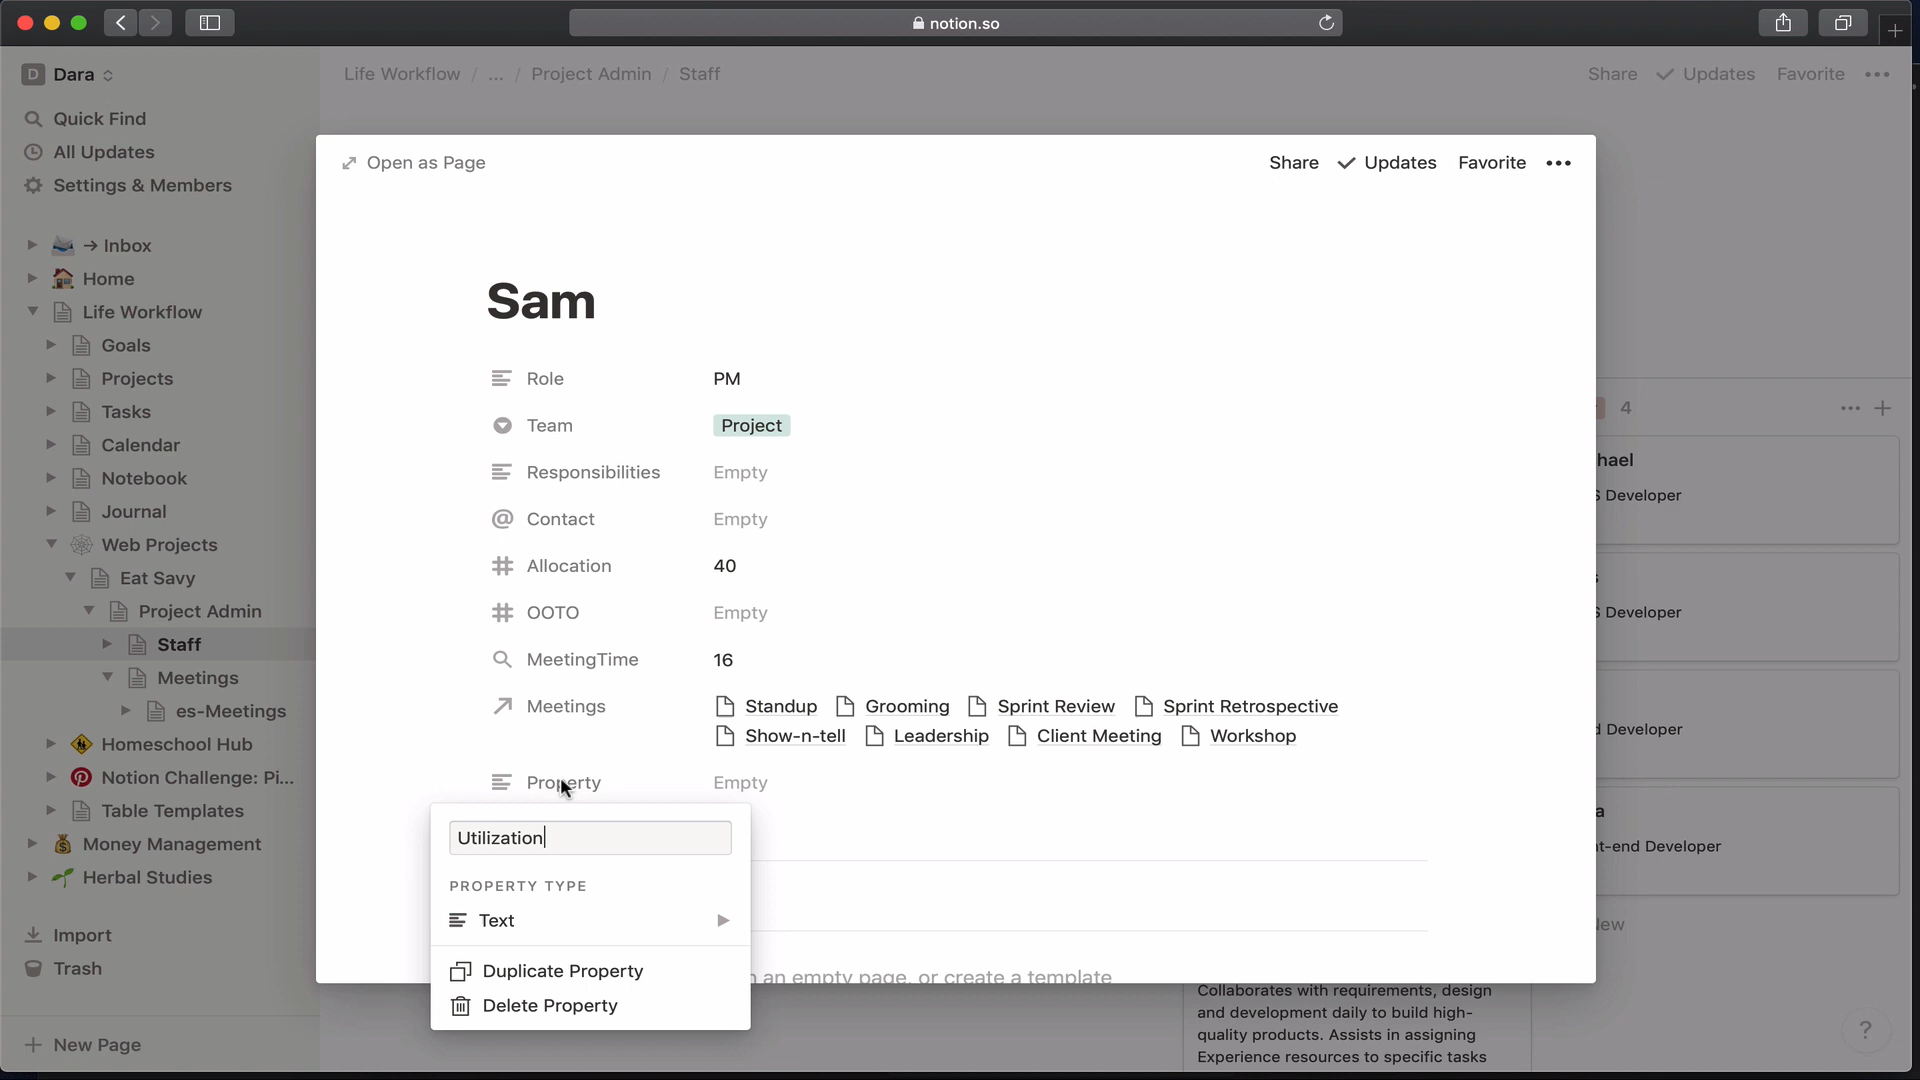 notion.so
D Dara
Life Workflow / ... / Project Admin / Staff
Share Updates Favorite
Quick Find
All Updates
Settings & Members
→ Inbox
Home
Life Workflow
Goals
Projects
Tasks
Calendar
Notebook
Journal
Web Projects
Eat Savy
Project Admin
Staff
Meetings
es-Meetings
Homeschool Hub
Notion Challenge: Pi...
Table Templates
Money Management
Herbal Studies
Import
Trash
New Page
Open as Page
Share Updates Favorite
Sam
Role PM
Team Project
Responsibilities Empty
@ Contact Empty
# Allocation 40
# OOTO Empty
MeetingTime 16
Meetings Standup Grooming Sprint Review Sprint Retrospective
Show-n-tell Leadership Client Meeting Workshop
Property Empty
Utilization
PROPERTY TYPE
Text
Duplicate Property
Delete Property
an empty page, or create a template
4
hael
S Developer
s
S Developer
d Developer
a
t-end Developer
ew
Collaborates with requirements, design
and development daily to build high-
quality products. Assists in assigning
Experience resources to specific tasks
?